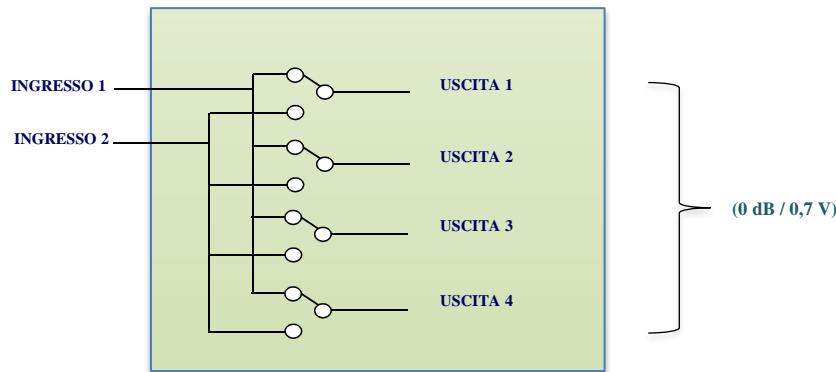 INGRESSO 1
INGRESSO 2
USCITA 1
USCITA 2
USCITA 3
USCITA 4
(0 dB / 0,7 V)